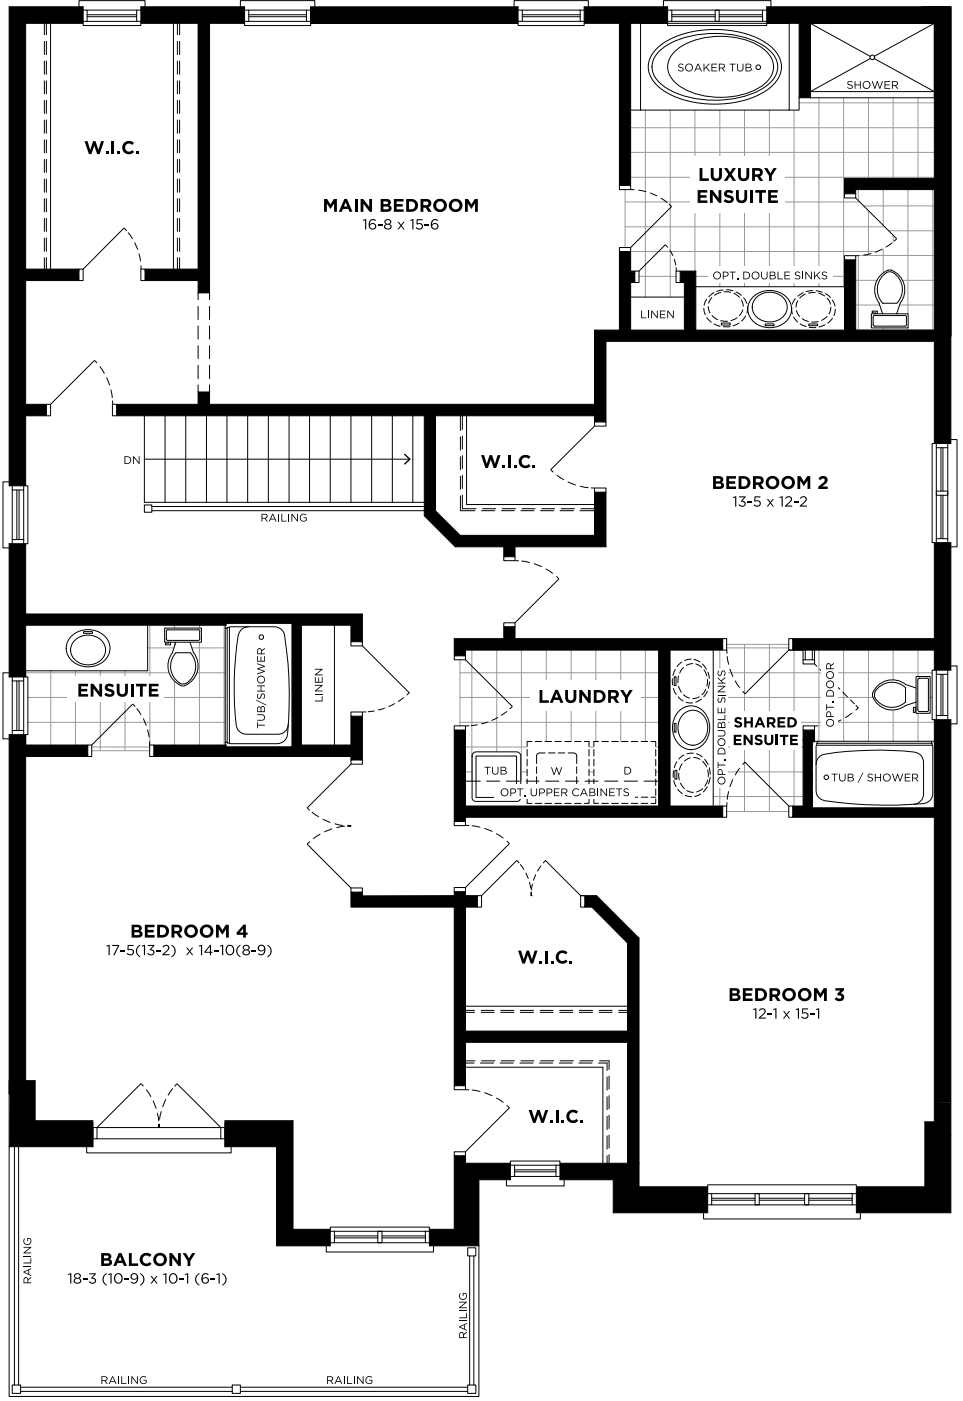 SOAKER TUB
SHOWER
W.I.C.
LUXURY
ENSUITE
MAIN BEDROOM
16-8 x 15-6
OPT. DOUBLE SINKS
LINEN
DN
W.I.C.
BEDROOM 2
13-5 x 12-2
RAILING
ENSUITE
TUB/SHOWER
LINEN
LAUNDRY
TUB
W
D
OPT. UPPER CABINETS
OPT. DOUBLE SINKS
SHARED
ENSUITE
OPT. DOOR
TUB / SHOWER
BEDROOM 4
17-5(13-2) x 14-10(8-9)
W.I.C.
BEDROOM 3
12-1 x 15-1
W.I.C.
BALCONY
18-3 (10-9) x 10-1 (6-1)
RAILING
RAILING
RAILING
RAILING